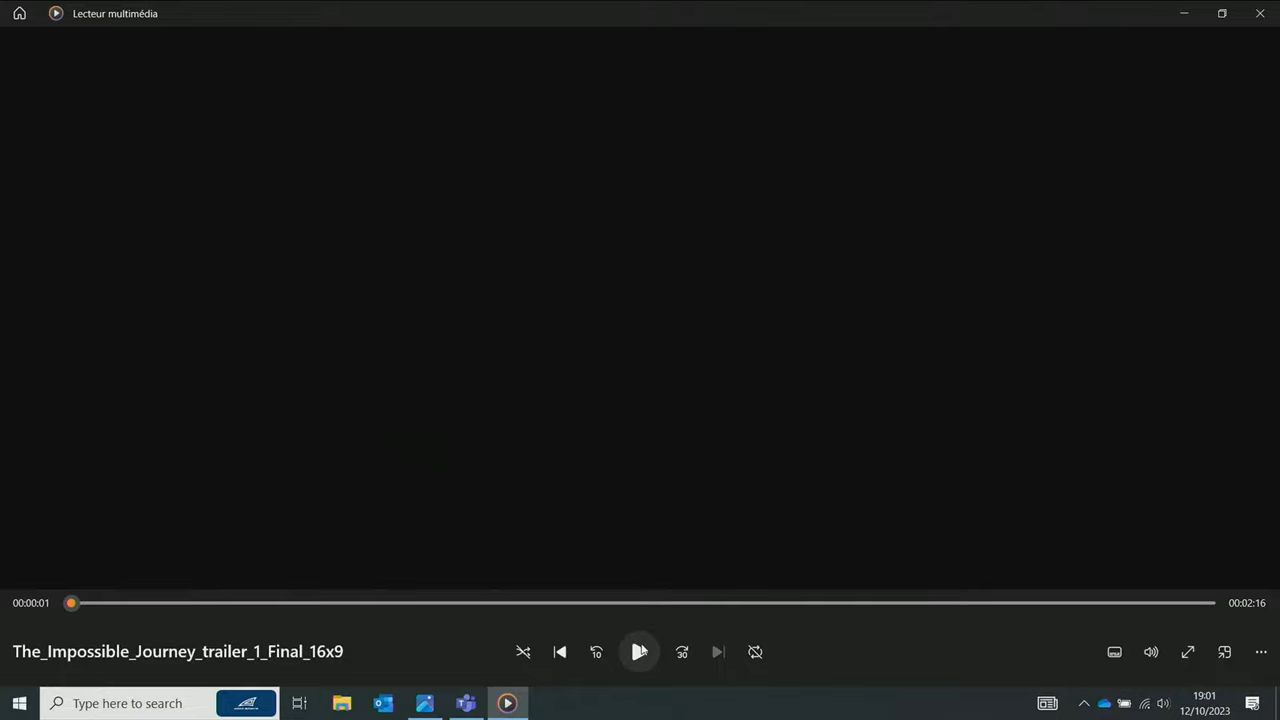 Lecteur multimédia
00:00:01
00:02:16
The_Impossible_Journey_trailer_1_Final_16x9
10
30
Type here to search
19:01
12/10/2023